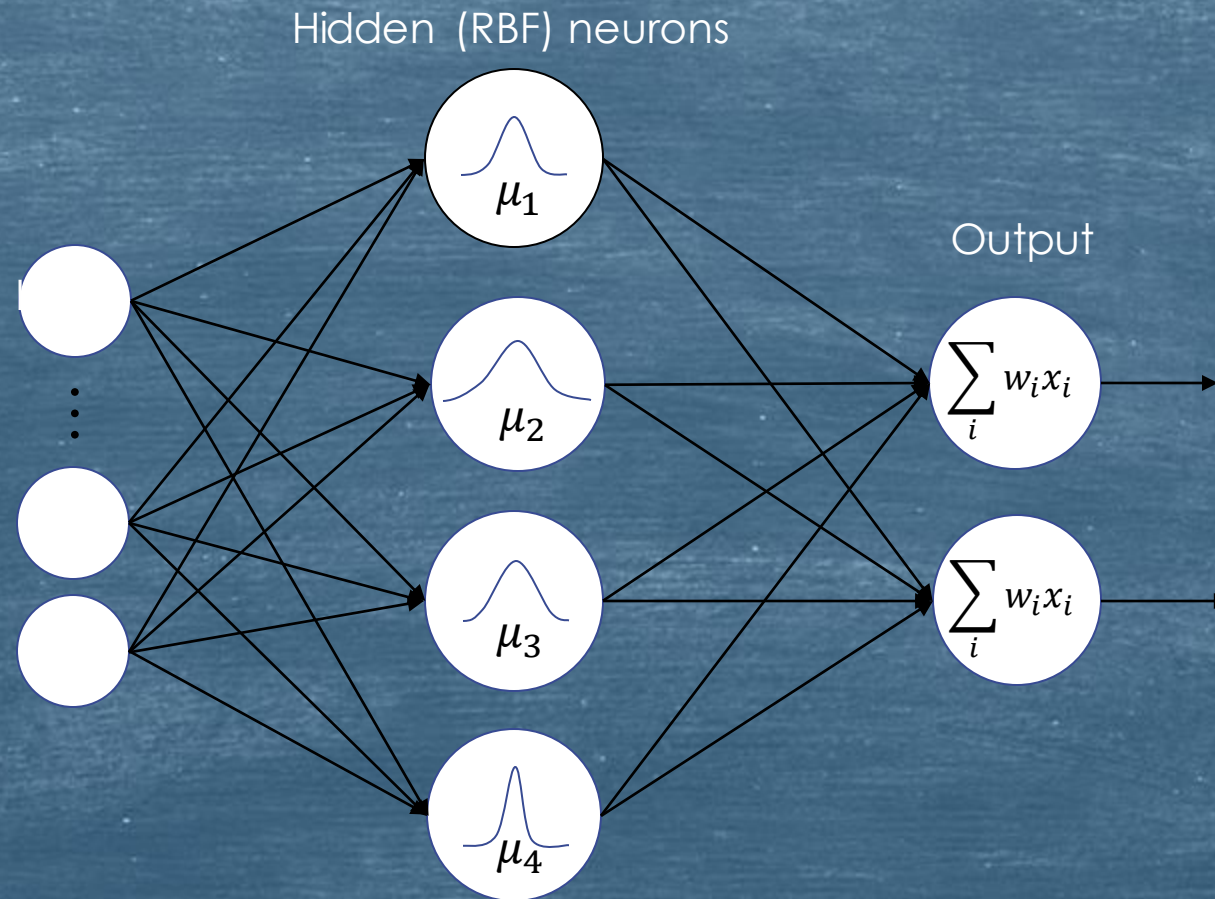 Hidden (RBF) neurons
μ₁
Output
μ₂
∑ᵢ wᵢxᵢ
μ₃
∑ᵢ wᵢxᵢ
μ₄